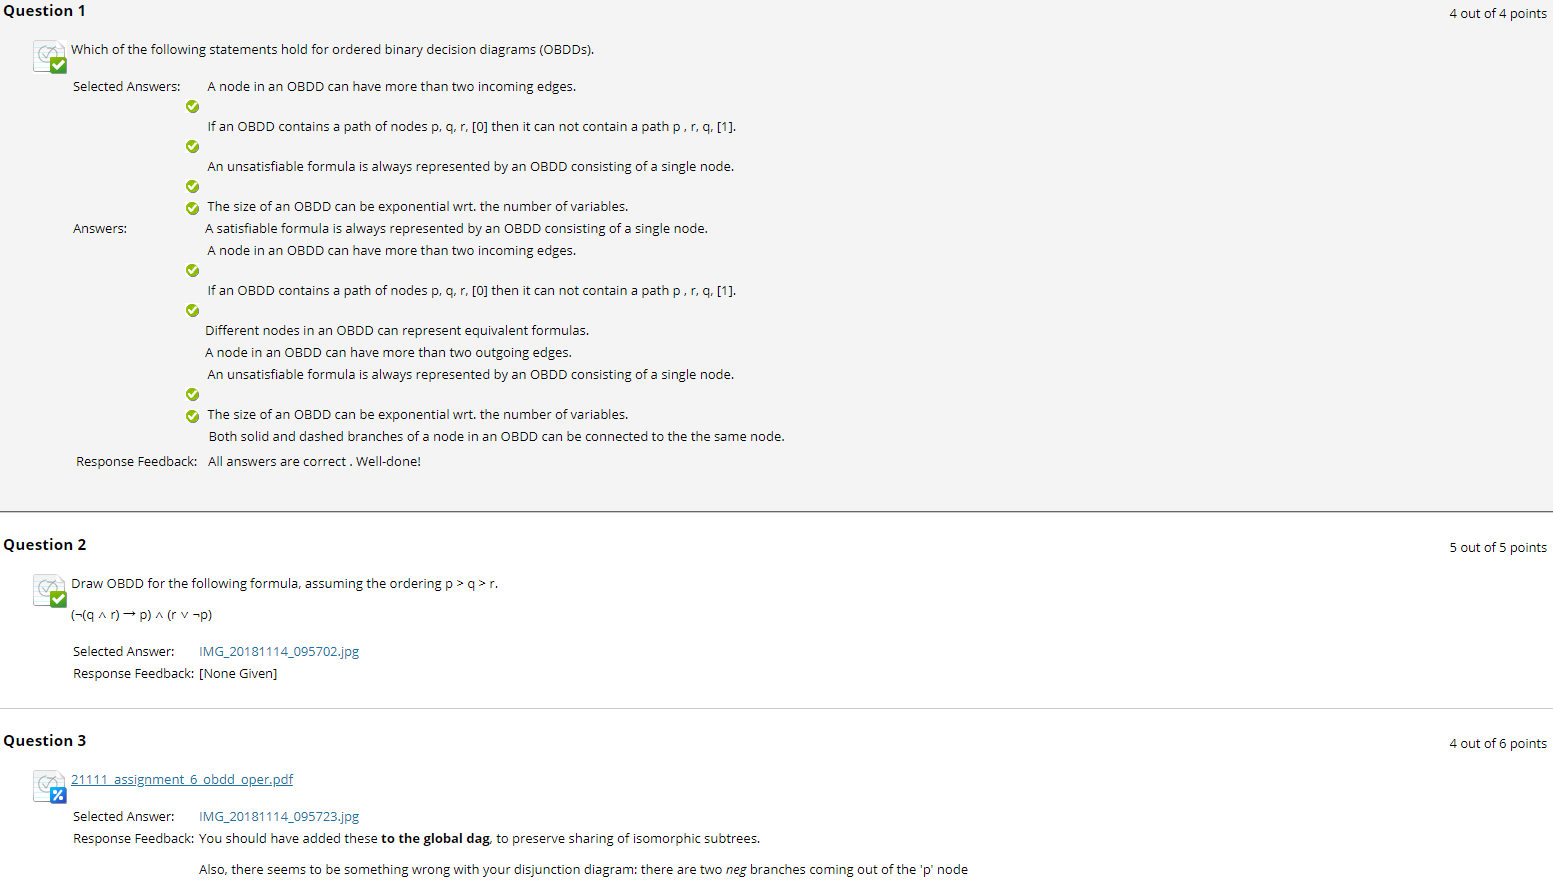 Question 1
4 out of 4 points
Which of the following statements hold for ordered binary decision diagrams (OBDDs).
Selected Answers: A node in an OBDD can have more than two incoming edges.
If an OBDD contains a path of nodes p, q, r, [0] then it can not contain a path p , r, q, [1].
An unsatisfiable formula is always represented by an OBDD consisting of a single node.
The size of an OBDD can be exponential wrt. the number of variables.
Answers: A satisfiable formula is always represented by an OBDD consisting of a single node.
A node in an OBDD can have more than two incoming edges.
If an OBDD contains a path of nodes p, q, r, [0] then it can not contain a path p , r, q, [1].
Different nodes in an OBDD can represent equivalent formulas.
A node in an OBDD can have more than two outgoing edges.
An unsatisfiable formula is always represented by an OBDD consisting of a single node.
The size of an OBDD can be exponential wrt. the number of variables.
Both solid and dashed branches of a node in an OBDD can be connected to the the same node.
Response Feedback: All answers are correct . Well-done!
Question 2
5 out of 5 points
Draw OBDD for the following formula, assuming the ordering p > q > r.
(¬(q ∧ r) → p) ∧ (r ∨ ¬p)
Selected Answer: IMG_20181114_095702.jpg
Response Feedback: [None Given]
Question 3
4 out of 6 points
21111_assignment_6_obdd_oper.pdf
Selected Answer: IMG_20181114_095723.jpg
Response Feedback: You should have added these to the global dag, to preserve sharing of isomorphic subtrees.
Also, there seems to be something wrong with your disjunction diagram: there are two neg branches coming out of the 'p' node